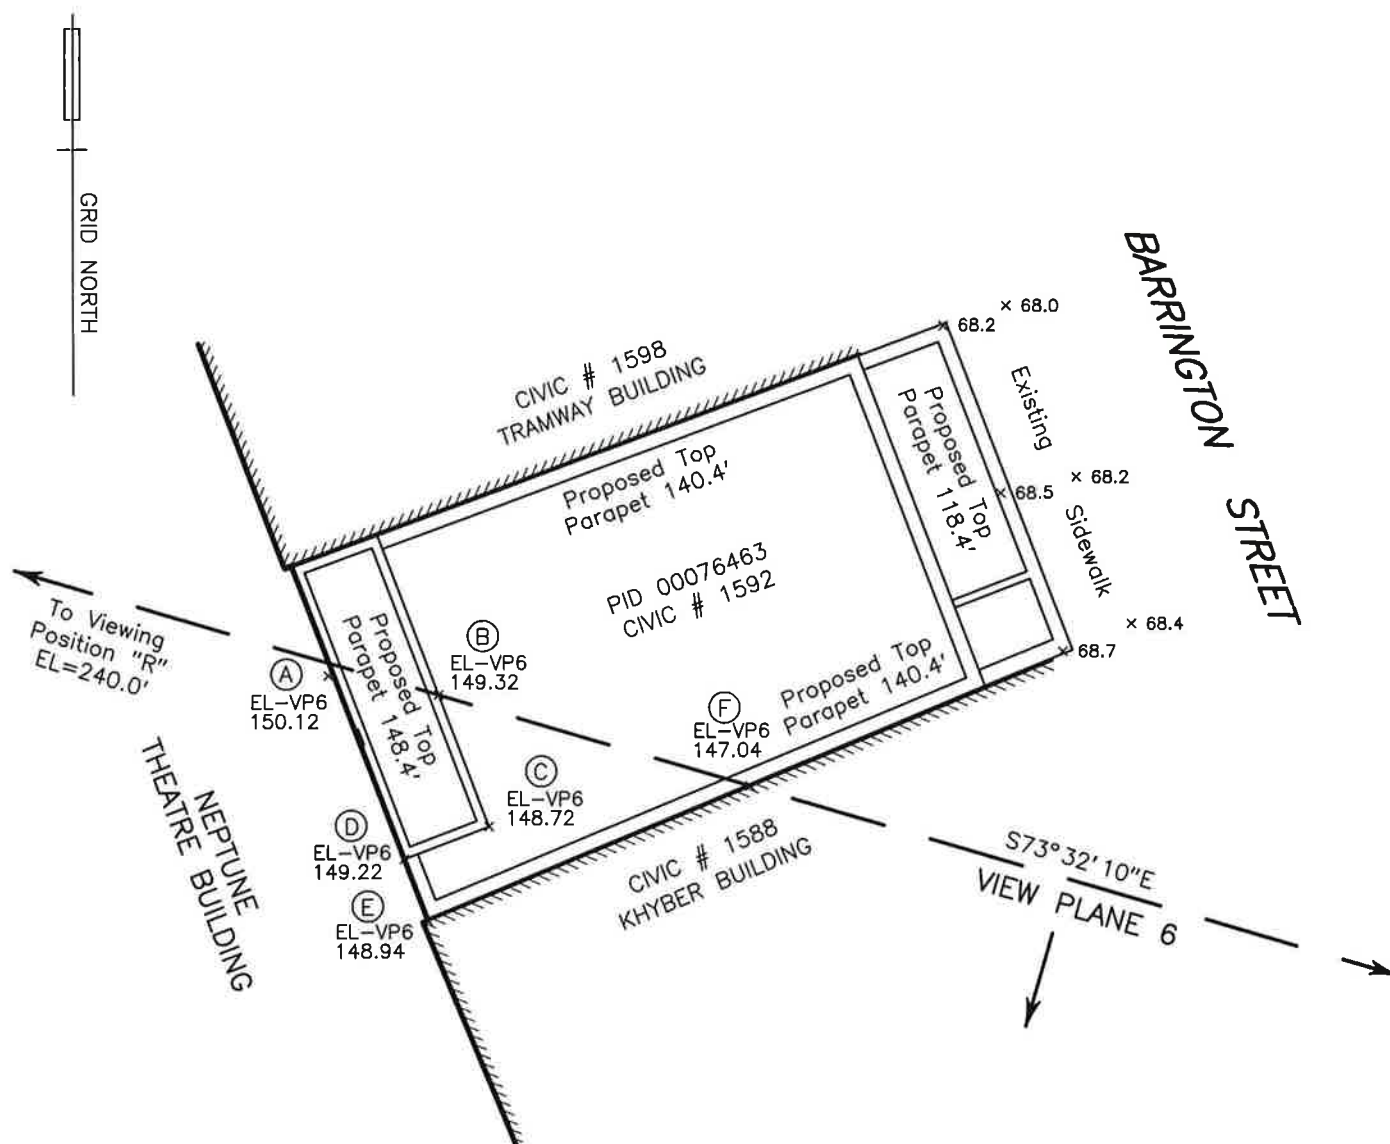 GRID NORTH
BARRINGTON STREET
68.0
68.2
Existing Sidewalk
68.2
68.5
68.4
68.7
CIVIC # 1598
TRAMWAY BUILDING
Proposed Top
Parapet 140.4'
Proposed Top
Parapet 118.4'
PID 00076463
CIVIC # 1592
To Viewing
Position "R"
EL=240.0'
A
EL-VP6
150.12
Proposed Top
Parapet 148.4'
B
EL-VP6
149.32
F
EL-VP6
147.04
Proposed Top
Parapet 140.4'
C
EL-VP6
148.72
D
EL-VP6
149.22
E
EL-VP6
148.94
NEPTUNE
THEATRE BUILDING
CIVIC # 1588
KHYBER BUILDING
S73°32'10"E
VIEW PLANE 6